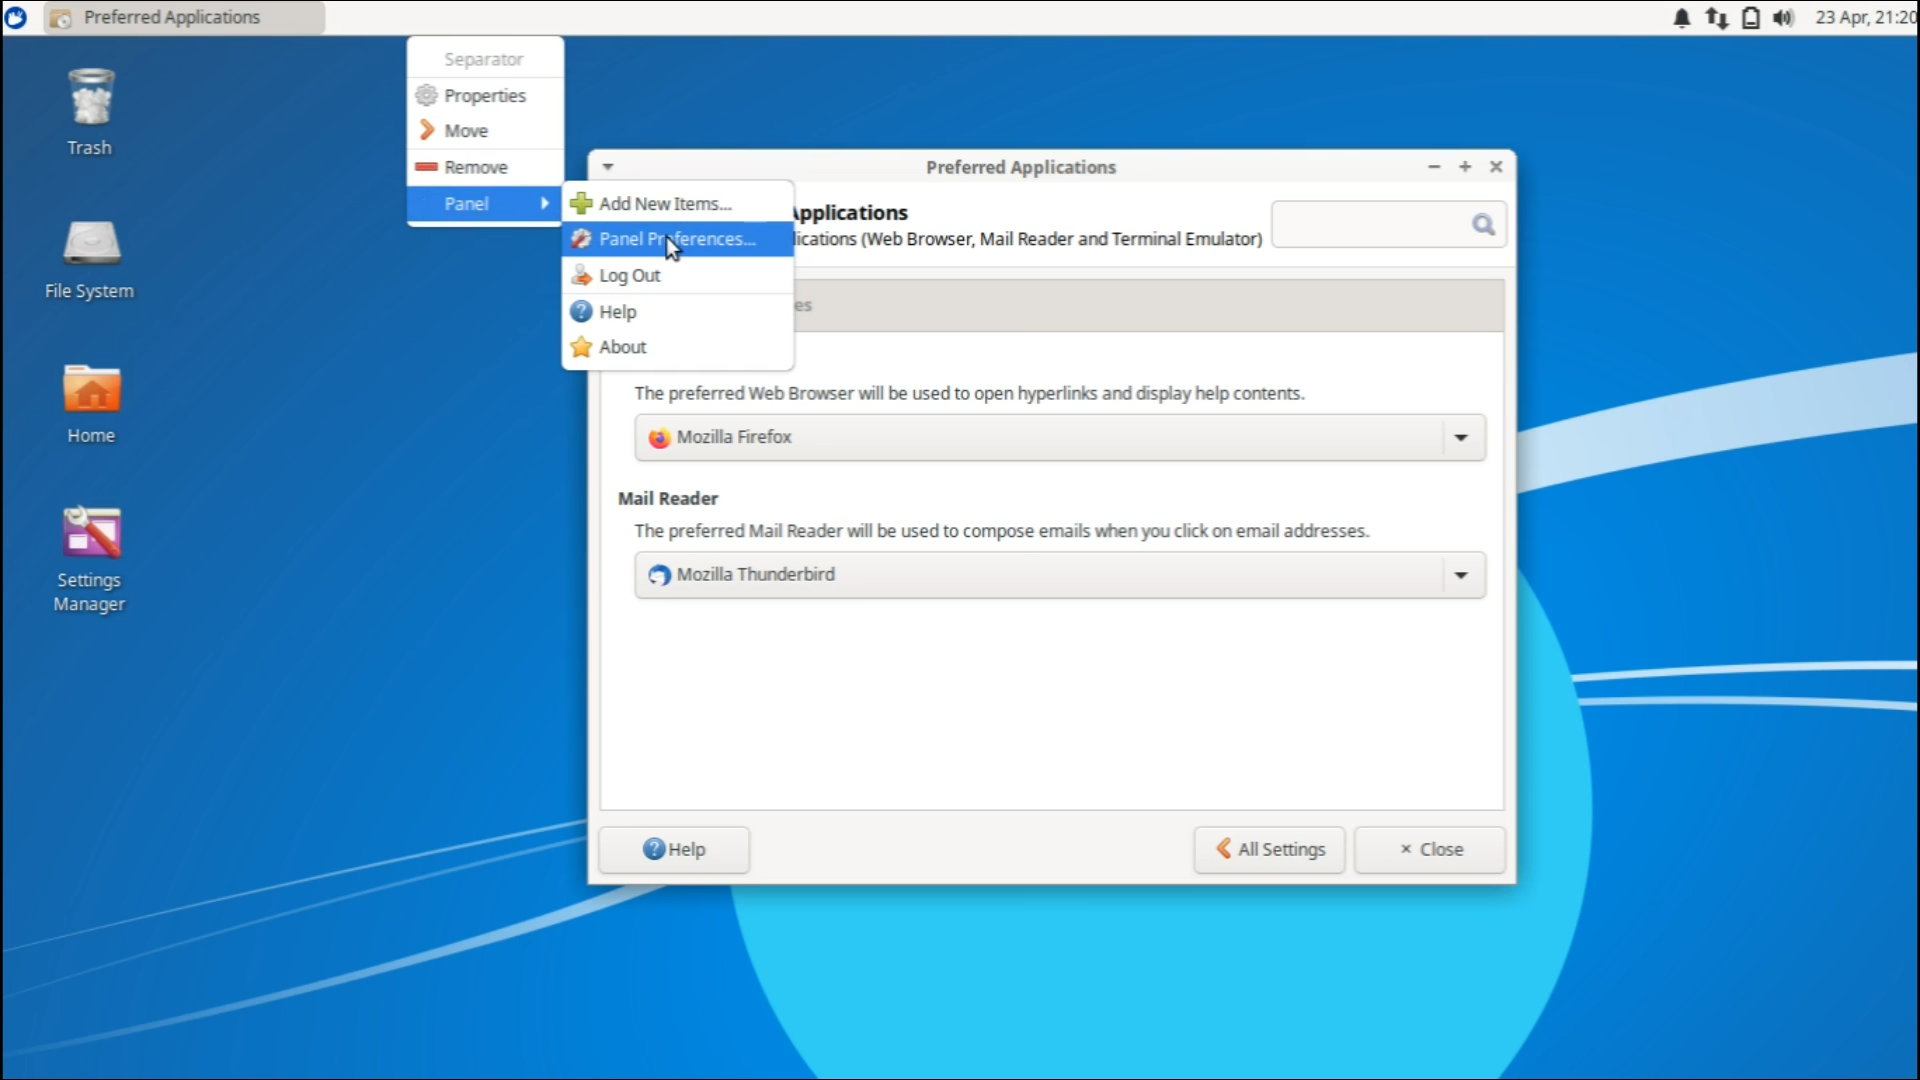 Preferred Applications
23 Apr, 21:20
Trash
File System
Home
Settings
Manager
Separator
Properties
Move
Remove
Panel
Add New Items...
Panel Preferences...
Log Out
Help
About
Preferred Applications
Applications
lications (Web Browser, Mail Reader and Terminal Emulator)
es
The preferred Web Browser will be used to open hyperlinks and display help contents.
Mozilla Firefox
Mail Reader
The preferred Mail Reader will be used to compose emails when you click on email addresses.
Mozilla Thunderbird
Help
All Settings
Close